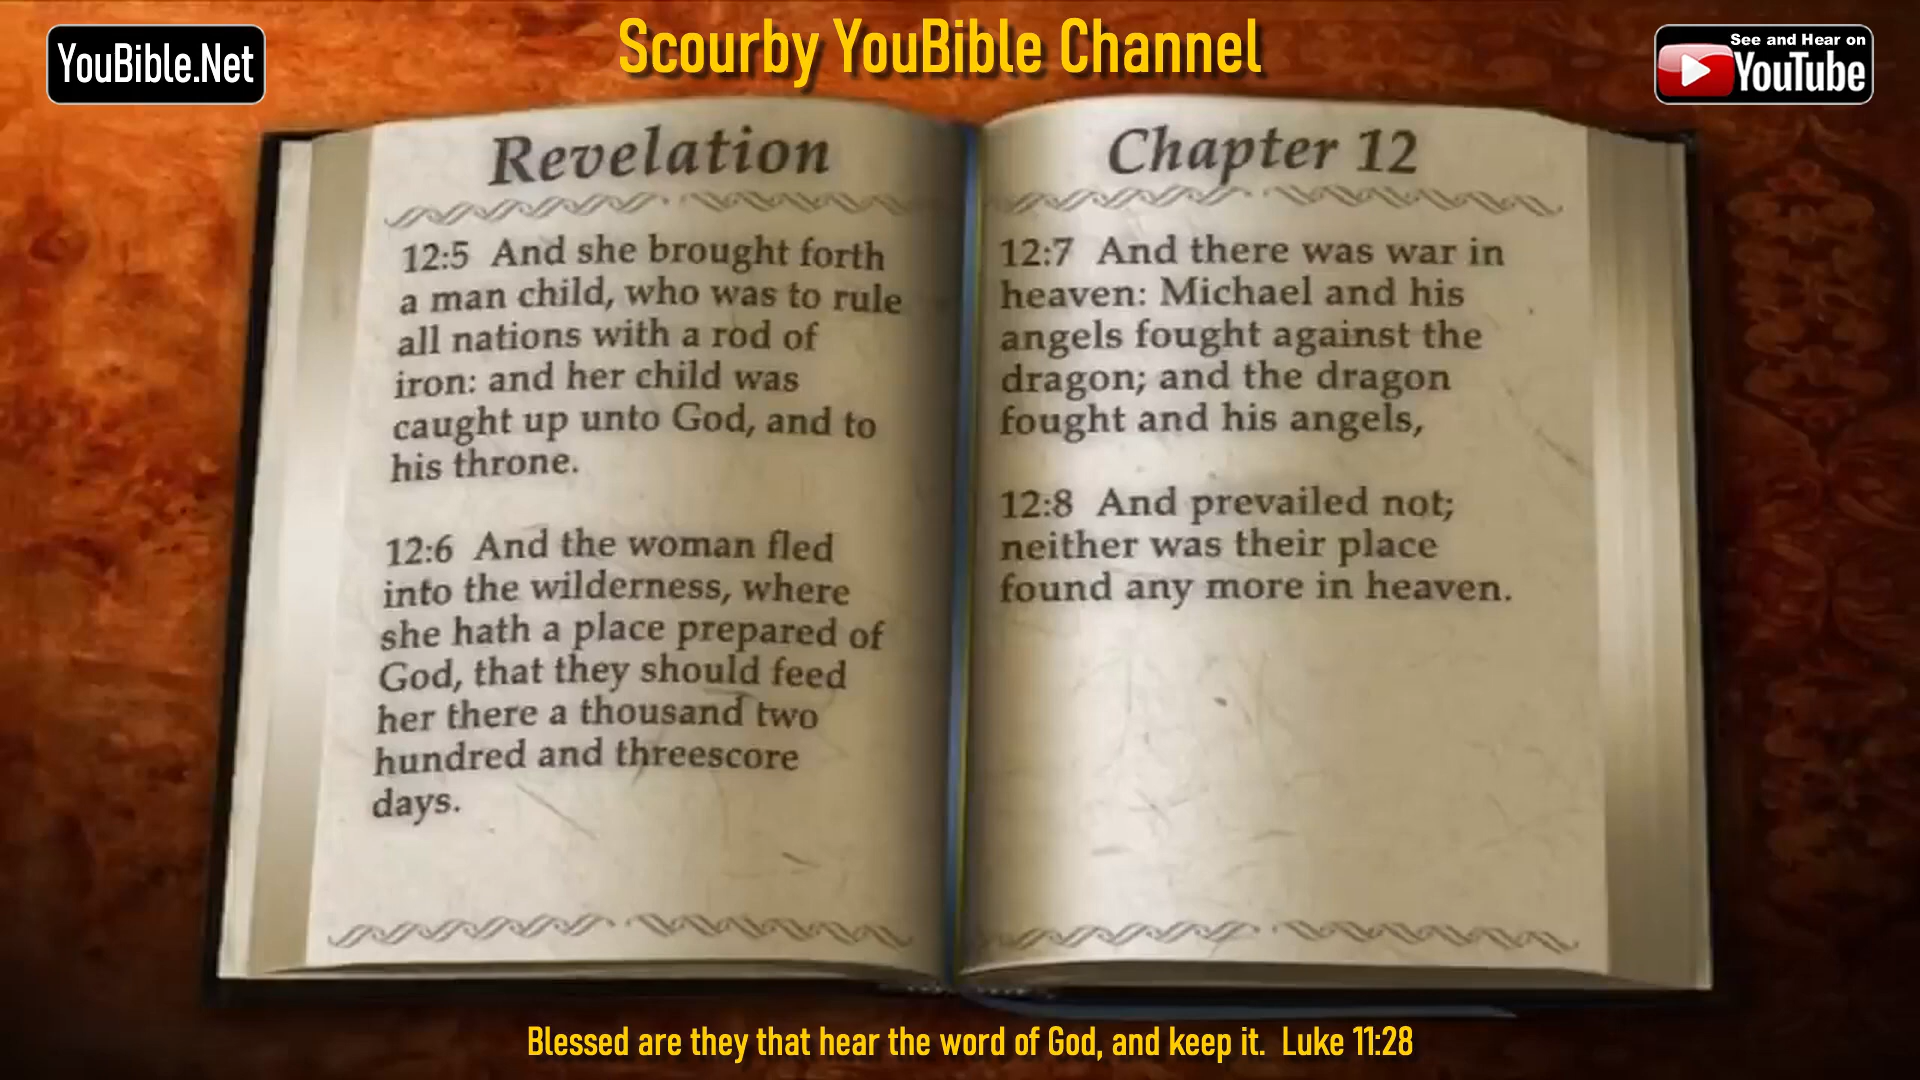 YouBible.Net
Scourby YouBible Channel
See and Hear on
YouTube
Revelation
12:5 And she brought forth
a man child, who was to rule
all nations with a rod of
iron: and her child was
caught up unto God, and to
his throne.
12:6 And the woman fled
into the wilderness, where
she hath a place prepared of
God, that they should feed
her there a thousand two
hundred and threescore
days.
Chapter 12
12:7 And there was war in
heaven: Michael and his
angels fought against the
dragon; and the dragon
fought and his angels,
12:8 And prevailed not;
neither was their place
found any more in heaven.
Blessed are they that hear the word of God, and keep it. Luke 11:28